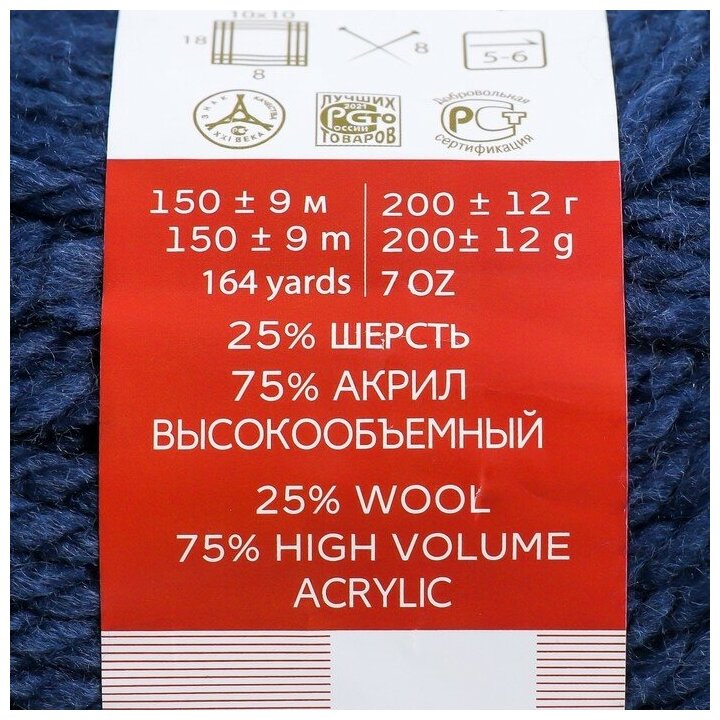 10x10
18
8
8
5-6
ЗНАК КАЧЕСТВА
XXI ВЕКА
ЛУЧШИХ
2021
РОССИИ
ТОВАРОВ
Добровольная
РСТ
сертификация
150 ± 9 м
200 ± 12 г
150 ± 9 m
200± 12 g
164 yards
7 OZ
25% ШЕРСТЬ
75% АКРИЛ
ВЫСОКООБЪЕМНЫЙ
25% WOOL
75% HIGH VOLUME
ACRYLIC